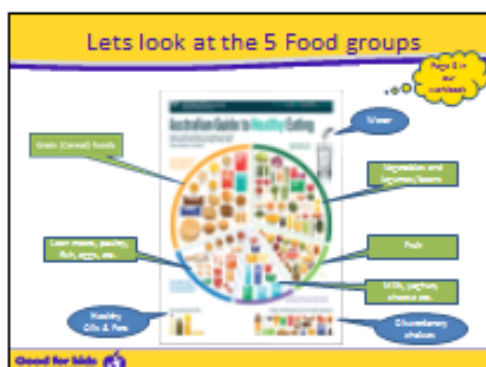 Lets look at the 5 Food groups
Page 6 in
our
workbook
Australian Guide to Healthy Eating
Water
Grain (Cereal) foods
Vegetables and
legumes/beans
Lean meats, poultry,
fish, eggs, etc.
Fruit
Milk, yoghurt,
cheese etc.
Healthy
Oils & Fats
Discretionary
choices
Good for kids